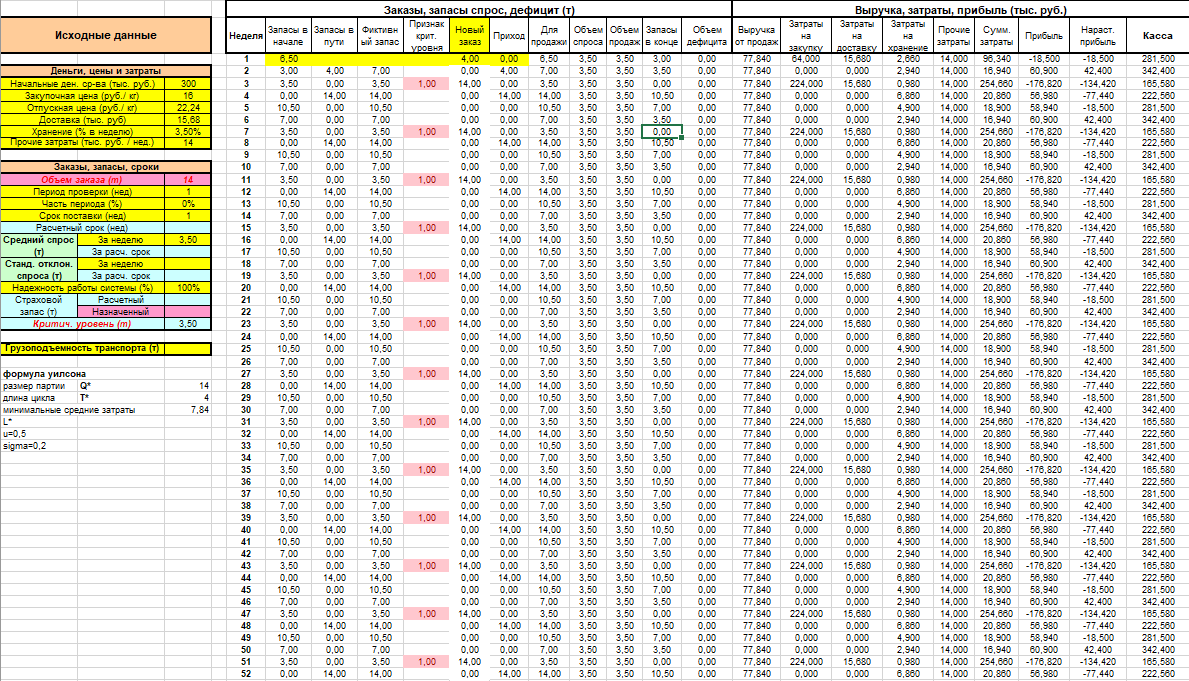 Исходные данные
Деньги, цены и затраты
Начальные ден. ср-ва (тыс. руб.) 300
Закупочная цена (руб./ кг) 16
Отпускная цена (руб./ кг) 22,24
Доставка (тыс. руб) 15,68
Хранение (% в неделю) 3,50%
Прочие затраты (тыс. руб. / нед.) 14
Заказы, запасы, сроки
Объем заказа (т) 14
Период проверки (нед) 1
Часть периода (%) 0%
Срок поставки (нед) 1
Расчетный срок (нед)
Средний спрос (т) За неделю 3,50
За расч. срок
Станд. отклон. спроса (т) За неделю
За расч. срок
Надежность работы системы (%) 100%
Страховой запас (т) Расчетный
Назначенный
Критич. уровень (т) 3,50
Грузоподъемность транспорта (т)
формула уилсона
размер партии Q* 14
длина цикла T* 4
минимальные средние затраты 7,84
L*
u=0,5
sigma=0,2
Заказы, запасы спрос, дефицит (т) Выручка, затраты, прибыль (тыс. руб.)
Неделя Запасы в начале Запасы в пути Фиктивн ый запас Признак крит. уровня Новый заказ Приход Для продажи Объем спроса Объем продаж Запасы в конце Объем дефицита Выручка от продаж Затраты на закупку Затраты на доставку Затраты на хранение Прочие затраты Сумм. затраты Прибыль Нараст. прибыль Касса
1 6,50 4,00 0,00 6,50 3,50 3,50 3,00 0,00 77,840 64,000 15,680 2,660 14,000 96,340 -18,500 -18,500 281,500
2 3,00 4,00 7,00 0,00 4,00 7,00 3,50 3,50 3,50 0,00 77,840 0,000 0,000 2,940 14,000 16,940 60,900 42,400 342,400
3 3,50 0,00 3,50 1,00 14,00 0,00 3,50 3,50 3,50 0,00 0,00 77,840 224,000 15,680 0,980 14,000 254,660 -176,820 -134,420 165,580
4 0,00 14,00 14,00 0,00 14,00 14,00 3,50 3,50 10,50 0,00 77,840 0,000 0,000 6,860 14,000 20,860 56,980 -77,440 222,560
5 10,50 0,00 10,50 0,00 0,00 10,50 3,50 3,50 7,00 0,00 77,840 0,000 0,000 4,900 14,000 18,900 58,940 -18,500 281,500
6 7,00 0,00 7,00 0,00 0,00 7,00 3,50 3,50 3,50 0,00 77,840 0,000 0,000 2,940 14,000 16,940 60,900 42,400 342,400
7 3,50 0,00 3,50 1,00 14,00 0,00 3,50 3,50 3,50 0,00 0,00 77,840 224,000 15,680 0,980 14,000 254,660 -176,820 -134,420 165,580
8 0,00 14,00 14,00 0,00 14,00 14,00 3,50 3,50 10,50 0,00 77,840 0,000 0,000 6,860 14,000 20,860 56,980 -77,440 222,560
9 10,50 0,00 10,50 0,00 0,00 10,50 3,50 3,50 7,00 0,00 77,840 0,000 0,000 4,900 14,000 18,900 58,940 -18,500 281,500
10 7,00 0,00 7,00 0,00 0,00 7,00 3,50 3,50 3,50 0,00 77,840 0,000 0,000 2,940 14,000 16,940 60,900 42,400 342,400
11 3,50 0,00 3,50 1,00 14,00 0,00 3,50 3,50 3,50 0,00 0,00 77,840 224,000 15,680 0,980 14,000 254,660 -176,820 -134,420 165,580
12 0,00 14,00 14,00 0,00 14,00 14,00 3,50 3,50 10,50 0,00 77,840 0,000 0,000 6,860 14,000 20,860 56,980 -77,440 222,560
13 10,50 0,00 10,50 0,00 0,00 10,50 3,50 3,50 7,00 0,00 77,840 0,000 0,000 4,900 14,000 18,900 58,940 -18,500 281,500
14 7,00 0,00 7,00 0,00 0,00 7,00 3,50 3,50 3,50 0,00 77,840 0,000 0,000 2,940 14,000 16,940 60,900 42,400 342,400
15 3,50 0,00 3,50 1,00 14,00 0,00 3,50 3,50 3,50 0,00 0,00 77,840 224,000 15,680 0,980 14,000 254,660 -176,820 -134,420 165,580
16 0,00 14,00 14,00 0,00 14,00 14,00 3,50 3,50 10,50 0,00 77,840 0,000 0,000 6,860 14,000 20,860 56,980 -77,440 222,560
17 10,50 0,00 10,50 0,00 0,00 10,50 3,50 3,50 7,00 0,00 77,840 0,000 0,000 4,900 14,000 18,900 58,940 -18,500 281,500
18 7,00 0,00 7,00 0,00 0,00 7,00 3,50 3,50 3,50 0,00 77,840 0,000 0,000 2,940 14,000 16,940 60,900 42,400 342,400
19 3,50 0,00 3,50 1,00 14,00 0,00 3,50 3,50 3,50 0,00 0,00 77,840 224,000 15,680 0,980 14,000 254,660 -176,820 -134,420 165,580
20 0,00 14,00 14,00 0,00 14,00 14,00 3,50 3,50 10,50 0,00 77,840 0,000 0,000 6,860 14,000 20,860 56,980 -77,440 222,560
21 10,50 0,00 10,50 0,00 0,00 10,50 3,50 3,50 7,00 0,00 77,840 0,000 0,000 4,900 14,000 18,900 58,940 -18,500 281,500
22 7,00 0,00 7,00 0,00 0,00 7,00 3,50 3,50 3,50 0,00 77,840 0,000 0,000 2,940 14,000 16,940 60,900 42,400 342,400
23 3,50 0,00 3,50 1,00 14,00 0,00 3,50 3,50 3,50 0,00 0,00 77,840 224,000 15,680 0,980 14,000 254,660 -176,820 -134,420 165,580
24 0,00 14,00 14,00 0,00 14,00 14,00 3,50 3,50 10,50 0,00 77,840 0,000 0,000 6,860 14,000 20,860 56,980 -77,440 222,560
25 10,50 0,00 10,50 0,00 0,00 10,50 3,50 3,50 7,00 0,00 77,840 0,000 0,000 4,900 14,000 18,900 58,940 -18,500 281,500
26 7,00 0,00 7,00 0,00 0,00 7,00 3,50 3,50 3,50 0,00 77,840 0,000 0,000 2,940 14,000 16,940 60,900 42,400 342,400
27 3,50 0,00 3,50 1,00 14,00 0,00 3,50 3,50 3,50 0,00 0,00 77,840 224,000 15,680 0,980 14,000 254,660 -176,820 -134,420 165,580
28 0,00 14,00 14,00 0,00 14,00 14,00 3,50 3,50 10,50 0,00 77,840 0,000 0,000 6,860 14,000 20,860 56,980 -77,440 222,560
29 10,50 0,00 10,50 0,00 0,00 10,50 3,50 3,50 7,00 0,00 77,840 0,000 0,000 4,900 14,000 18,900 58,940 -18,500 281,500
30 7,00 0,00 7,00 0,00 0,00 7,00 3,50 3,50 3,50 0,00 77,840 0,000 0,000 2,940 14,000 16,940 60,900 42,400 342,400
31 3,50 0,00 3,50 1,00 14,00 0,00 3,50 3,50 3,50 0,00 0,00 77,840 224,000 15,680 0,980 14,000 254,660 -176,820 -134,420 165,580
32 0,00 14,00 14,00 0,00 14,00 14,00 3,50 3,50 10,50 0,00 77,840 0,000 0,000 6,860 14,000 20,860 56,980 -77,440 222,560
33 10,50 0,00 10,50 0,00 0,00 10,50 3,50 3,50 7,00 0,00 77,840 0,000 0,000 4,900 14,000 18,900 58,940 -18,500 281,500
34 7,00 0,00 7,00 0,00 0,00 7,00 3,50 3,50 3,50 0,00 77,840 0,000 0,000 2,940 14,000 16,940 60,900 42,400 342,400
35 3,50 0,00 3,50 1,00 14,00 0,00 3,50 3,50 3,50 0,00 0,00 77,840 224,000 15,680 0,980 14,000 254,660 -176,820 -134,420 165,580
36 0,00 14,00 14,00 0,00 14,00 14,00 3,50 3,50 10,50 0,00 77,840 0,000 0,000 6,860 14,000 20,860 56,980 -77,440 222,560
37 10,50 0,00 10,50 0,00 0,00 10,50 3,50 3,50 7,00 0,00 77,840 0,000 0,000 4,900 14,000 18,900 58,940 -18,500 281,500
38 7,00 0,00 7,00 0,00 0,00 7,00 3,50 3,50 3,50 0,00 77,840 0,000 0,000 2,940 14,000 16,940 60,900 42,400 342,400
39 3,50 0,00 3,50 1,00 14,00 0,00 3,50 3,50 3,50 0,00 0,00 77,840 224,000 15,680 0,980 14,000 254,660 -176,820 -134,420 165,580
40 0,00 14,00 14,00 0,00 14,00 14,00 3,50 3,50 10,50 0,00 77,840 0,000 0,000 6,860 14,000 20,860 56,980 -77,440 222,560
41 10,50 0,00 10,50 0,00 0,00 10,50 3,50 3,50 7,00 0,00 77,840 0,000 0,000 4,900 14,000 18,900 58,940 -18,500 281,500
42 7,00 0,00 7,00 0,00 0,00 7,00 3,50 3,50 3,50 0,00 77,840 0,000 0,000 2,940 14,000 16,940 60,900 42,400 342,400
43 3,50 0,00 3,50 1,00 14,00 0,00 3,50 3,50 3,50 0,00 0,00 77,840 224,000 15,680 0,980 14,000 254,660 -176,820 -134,420 165,580
44 0,00 14,00 14,00 0,00 14,00 14,00 3,50 3,50 10,50 0,00 77,840 0,000 0,000 6,860 14,000 20,860 56,980 -77,440 222,560
45 10,50 0,00 10,50 0,00 0,00 10,50 3,50 3,50 7,00 0,00 77,840 0,000 0,000 4,900 14,000 18,900 58,940 -18,500 281,500
46 7,00 0,00 7,00 0,00 0,00 7,00 3,50 3,50 3,50 0,00 77,840 0,000 0,000 2,940 14,000 16,940 60,900 42,400 342,400
47 3,50 0,00 3,50 1,00 14,00 0,00 3,50 3,50 3,50 0,00 0,00 77,840 224,000 15,680 0,980 14,000 254,660 -176,820 -134,420 165,580
48 0,00 14,00 14,00 0,00 14,00 14,00 3,50 3,50 10,50 0,00 77,840 0,000 0,000 6,860 14,000 20,860 56,980 -77,440 222,560
49 10,50 0,00 10,50 0,00 0,00 10,50 3,50 3,50 7,00 0,00 77,840 0,000 0,000 4,900 14,000 18,900 58,940 -18,500 281,500
50 7,00 0,00 7,00 0,00 0,00 7,00 3,50 3,50 3,50 0,00 77,840 0,000 0,000 2,940 14,000 16,940 60,900 42,400 342,400
51 3,50 0,00 3,50 1,00 14,00 0,00 3,50 3,50 3,50 0,00 0,00 77,840 224,000 15,680 0,980 14,000 254,660 -176,820 -134,420 165,580
52 0,00 14,00 14,00 0,00 14,00 14,00 3,50 3,50 10,50 0,00 77,840 0,000 0,000 6,860 14,000 20,860 56,980 -77,440 222,560